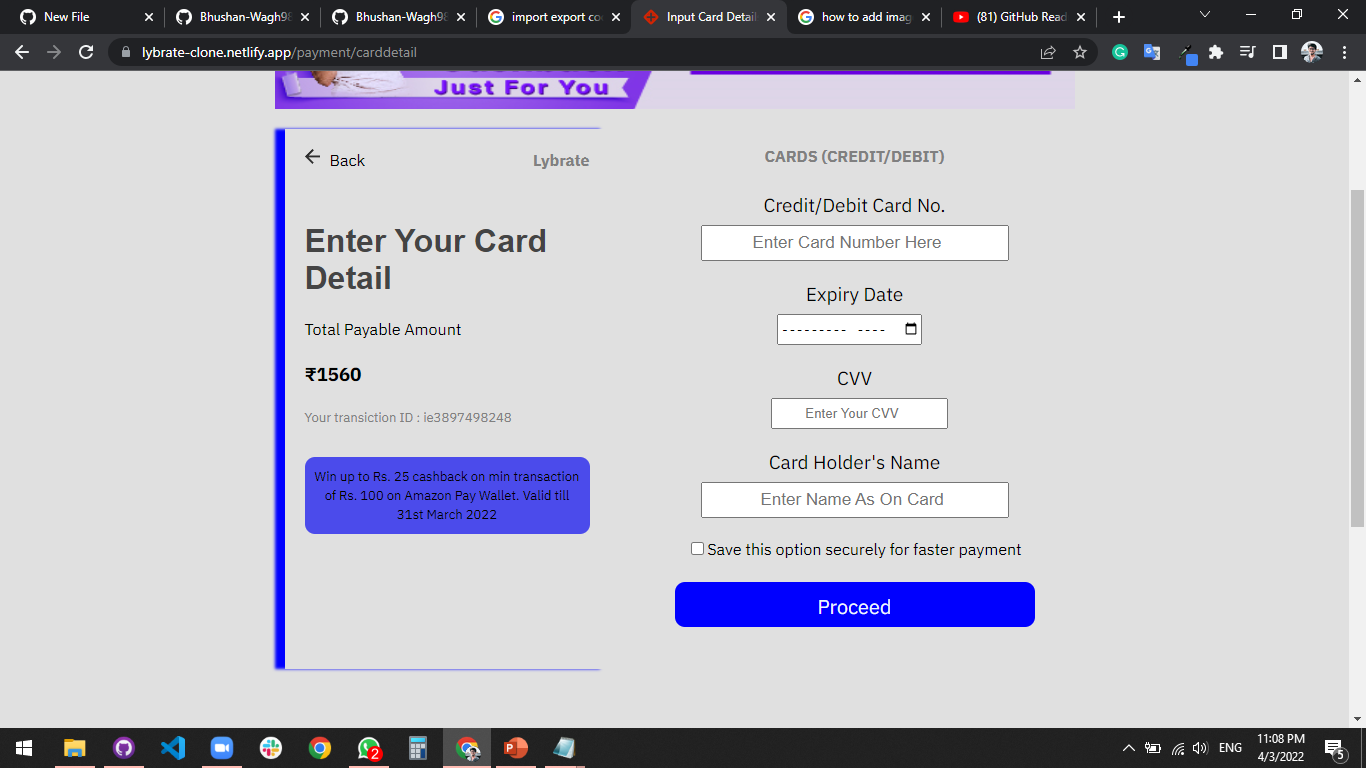 New File
Bhushan-Wagh98
Bhushan-Wagh98
import export co
Input Card Detail
how to add imag
(81) GitHub Read
lybrate-clone.netlify.app/payment/carddetail
Just For You
Back
Lybrate
Enter Your Card
Detail
Total Payable Amount
₹1560
Your transiction ID : ie3897498248
Win up to Rs. 25 cashback on min transaction
of Rs. 100 on Amazon Pay Wallet. Valid till
31st March 2022
CARDS (CREDIT/DEBIT)
Credit/Debit Card No.
Enter Card Number Here
Expiry Date
--------- ----
CVV
Enter Your CVV
Card Holder's Name
Enter Name As On Card
Save this option securely for faster payment
Proceed
2
ENG
11:08 PM
4/3/2022
5